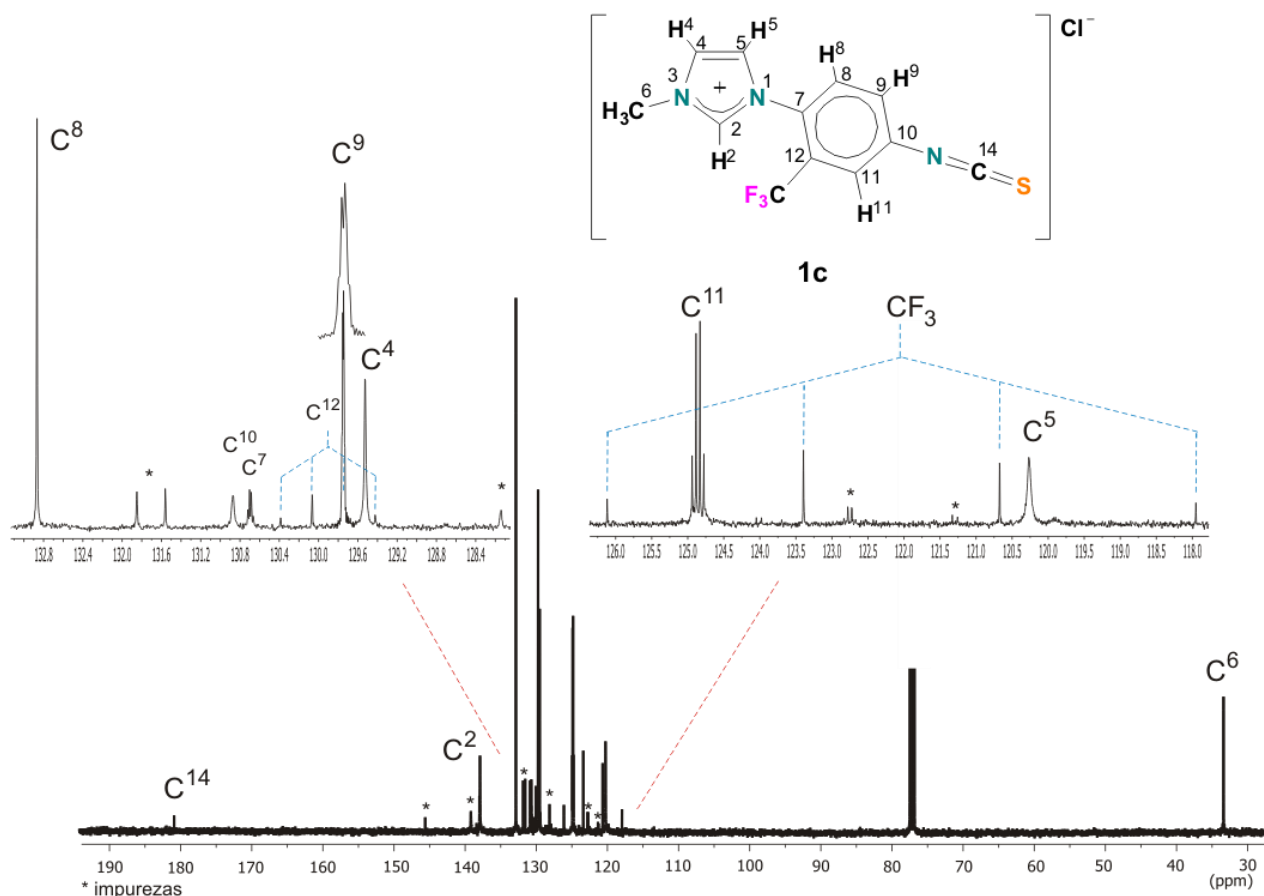 H⁴ 4 5 H⁵
Cl⁻
H⁸ 8 9 H⁹
6 3 N + N 1 7
H₃C 2
H² 12 10 N C 14 S
F₃C 11
H¹¹
1c
C⁸
C⁹
C⁴
C¹²
C¹⁰
C⁷
*
*
132.8 132.4 132.0 131.6 131.2 130.8 130.4 130.0 129.6 129.2 128.8 128.4
C¹¹
CF₃
C⁵
*
*
126.0 125.5 125.0 124.5 124.0 123.5 123.0 122.5 122.0 121.5 121.0 120.5 120.0 119.5 119.0 118.5 118.0
C¹⁴
*
*
C²
*
*
*
*
C⁶
190 180 170 160 150 140 130 120 110 100 90 80 70 60 50 40 30
(ppm)
* impurezas